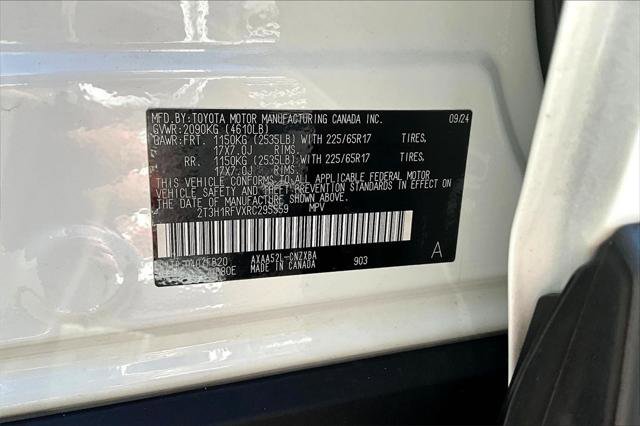 MFD.BY:TOYOTA MOTOR MANUFACTURING CANADA INC. 09/24
GVWR:2090KG (4610LB)
GAWR:FRT. 1150KG (2535LB) WITH 225/65R17 TIRES,
17X7.0J RIMS
RR. 1150KG (2535LB) WITH 225/65R17 TIRES,
17X7.0J RIMS
THIS VEHICLE CONFORMS TO ALL APPLICABLE FEDERAL MOTOR
VEHICLE SAFETY AND THEFT PREVENTION STANDARDS IN EFFECT ON
THE DATE OF MANUFACTURE SHOWN ABOVE.
2T3H1RFVXRC295559 MPV
AXAA52L-CNZXBA
MADE IN CANADA 903 A